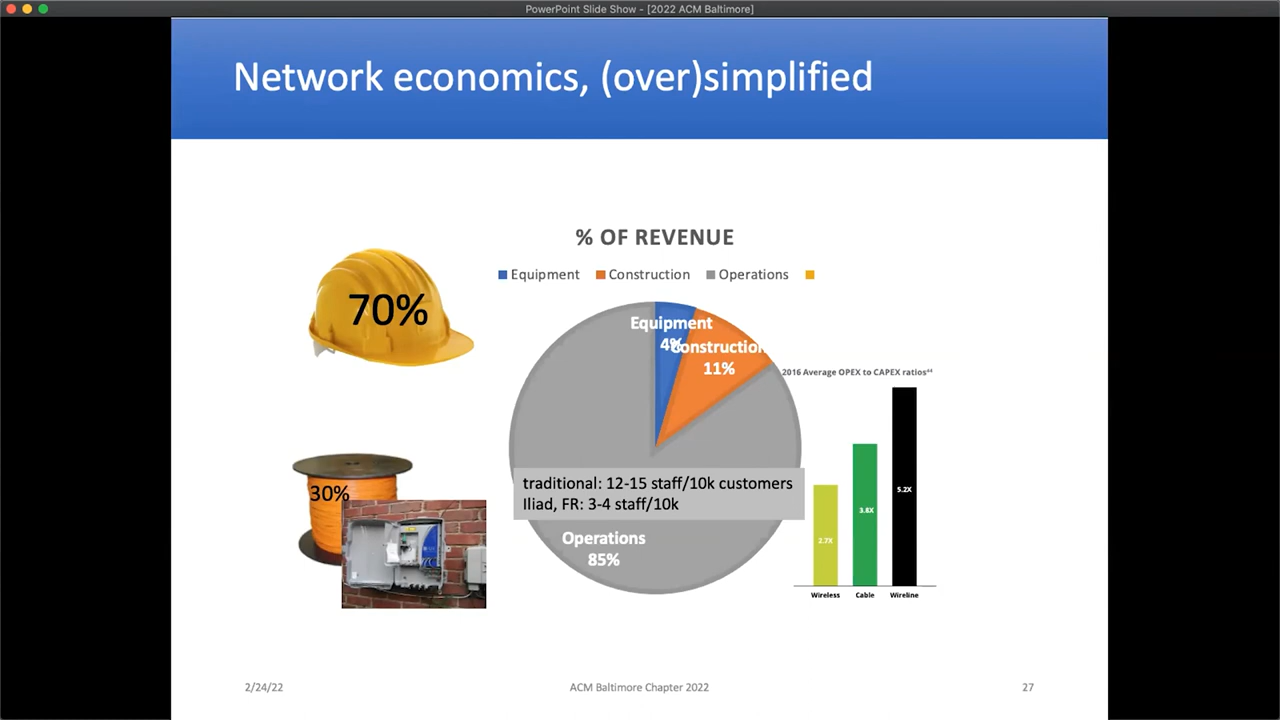 PowerPoint Slide Show - [2022 ACM Baltimore]
Network economics, (over)simplified
% OF REVENUE
Equipment
Construction
Operations
70%
Equipment
4%
Construction
11%
2016 Average OPEX to CAPEX ratios⁴⁴
30%
traditional: 12-15 staff/10k customers
Iliad, FR: 3-4 staff/10k
Operations
85%
2.7X
3.8X
5.2X
Wireless
Cable
Wireline
2/24/22
ACM Baltimore Chapter 2022
27